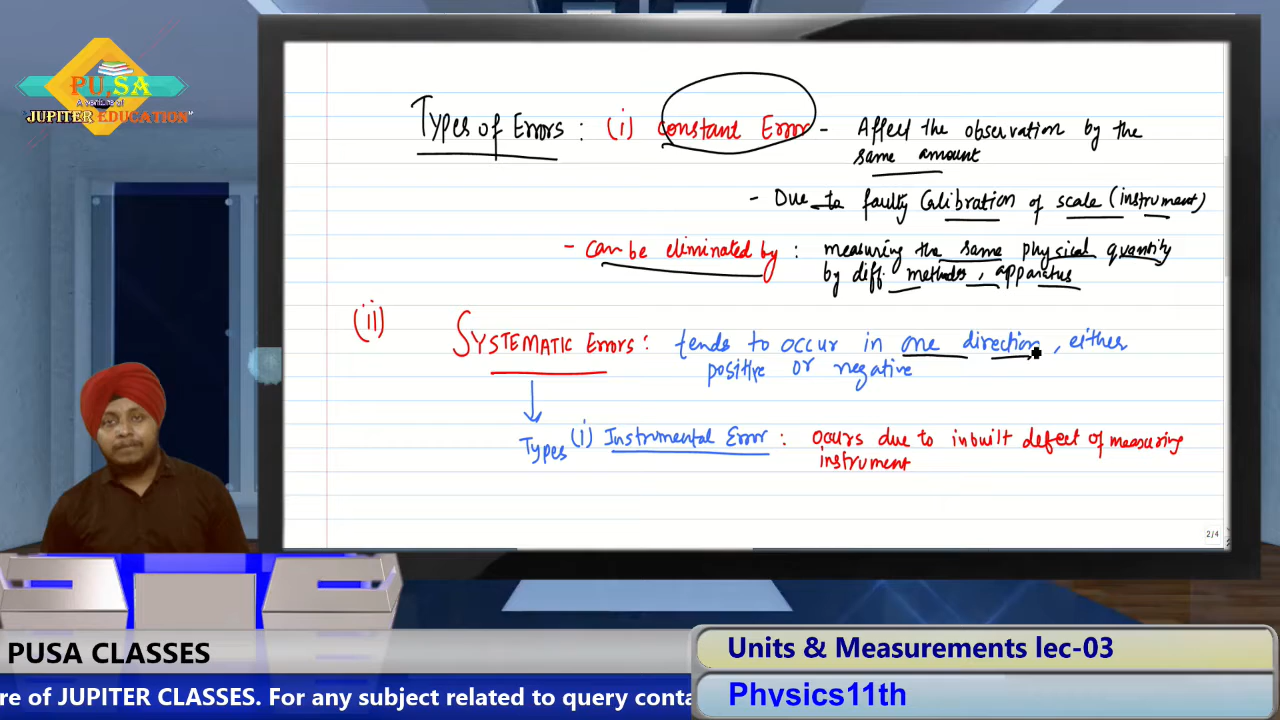 PU,SA
A venture of
"JUPITER EDUCATION"
Types of Errors : (i) Constant Error - Affect the observation by the
same amount
- Due to faulty Calibration of scale (instrument)
- Can be eliminated by : measuring the same physical quantity
by diff. methods, apparatus
(ii) SYSTEMATIC Errors : tends to occur in one direction, either
positive or negative
Types (i) Instrumental Error : occurs due to inbuilt defect of measuring
instrument
2/4
PUSA CLASSES
Units & Measurements lec-03
re of JUPITER CLASSES. For any subject related to query conta
Physics11th